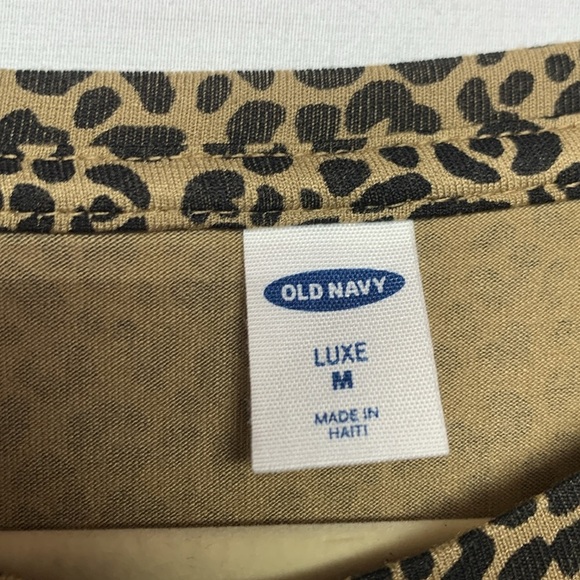 OLD NAVY
LUXE
M
MADE IN
HAITI